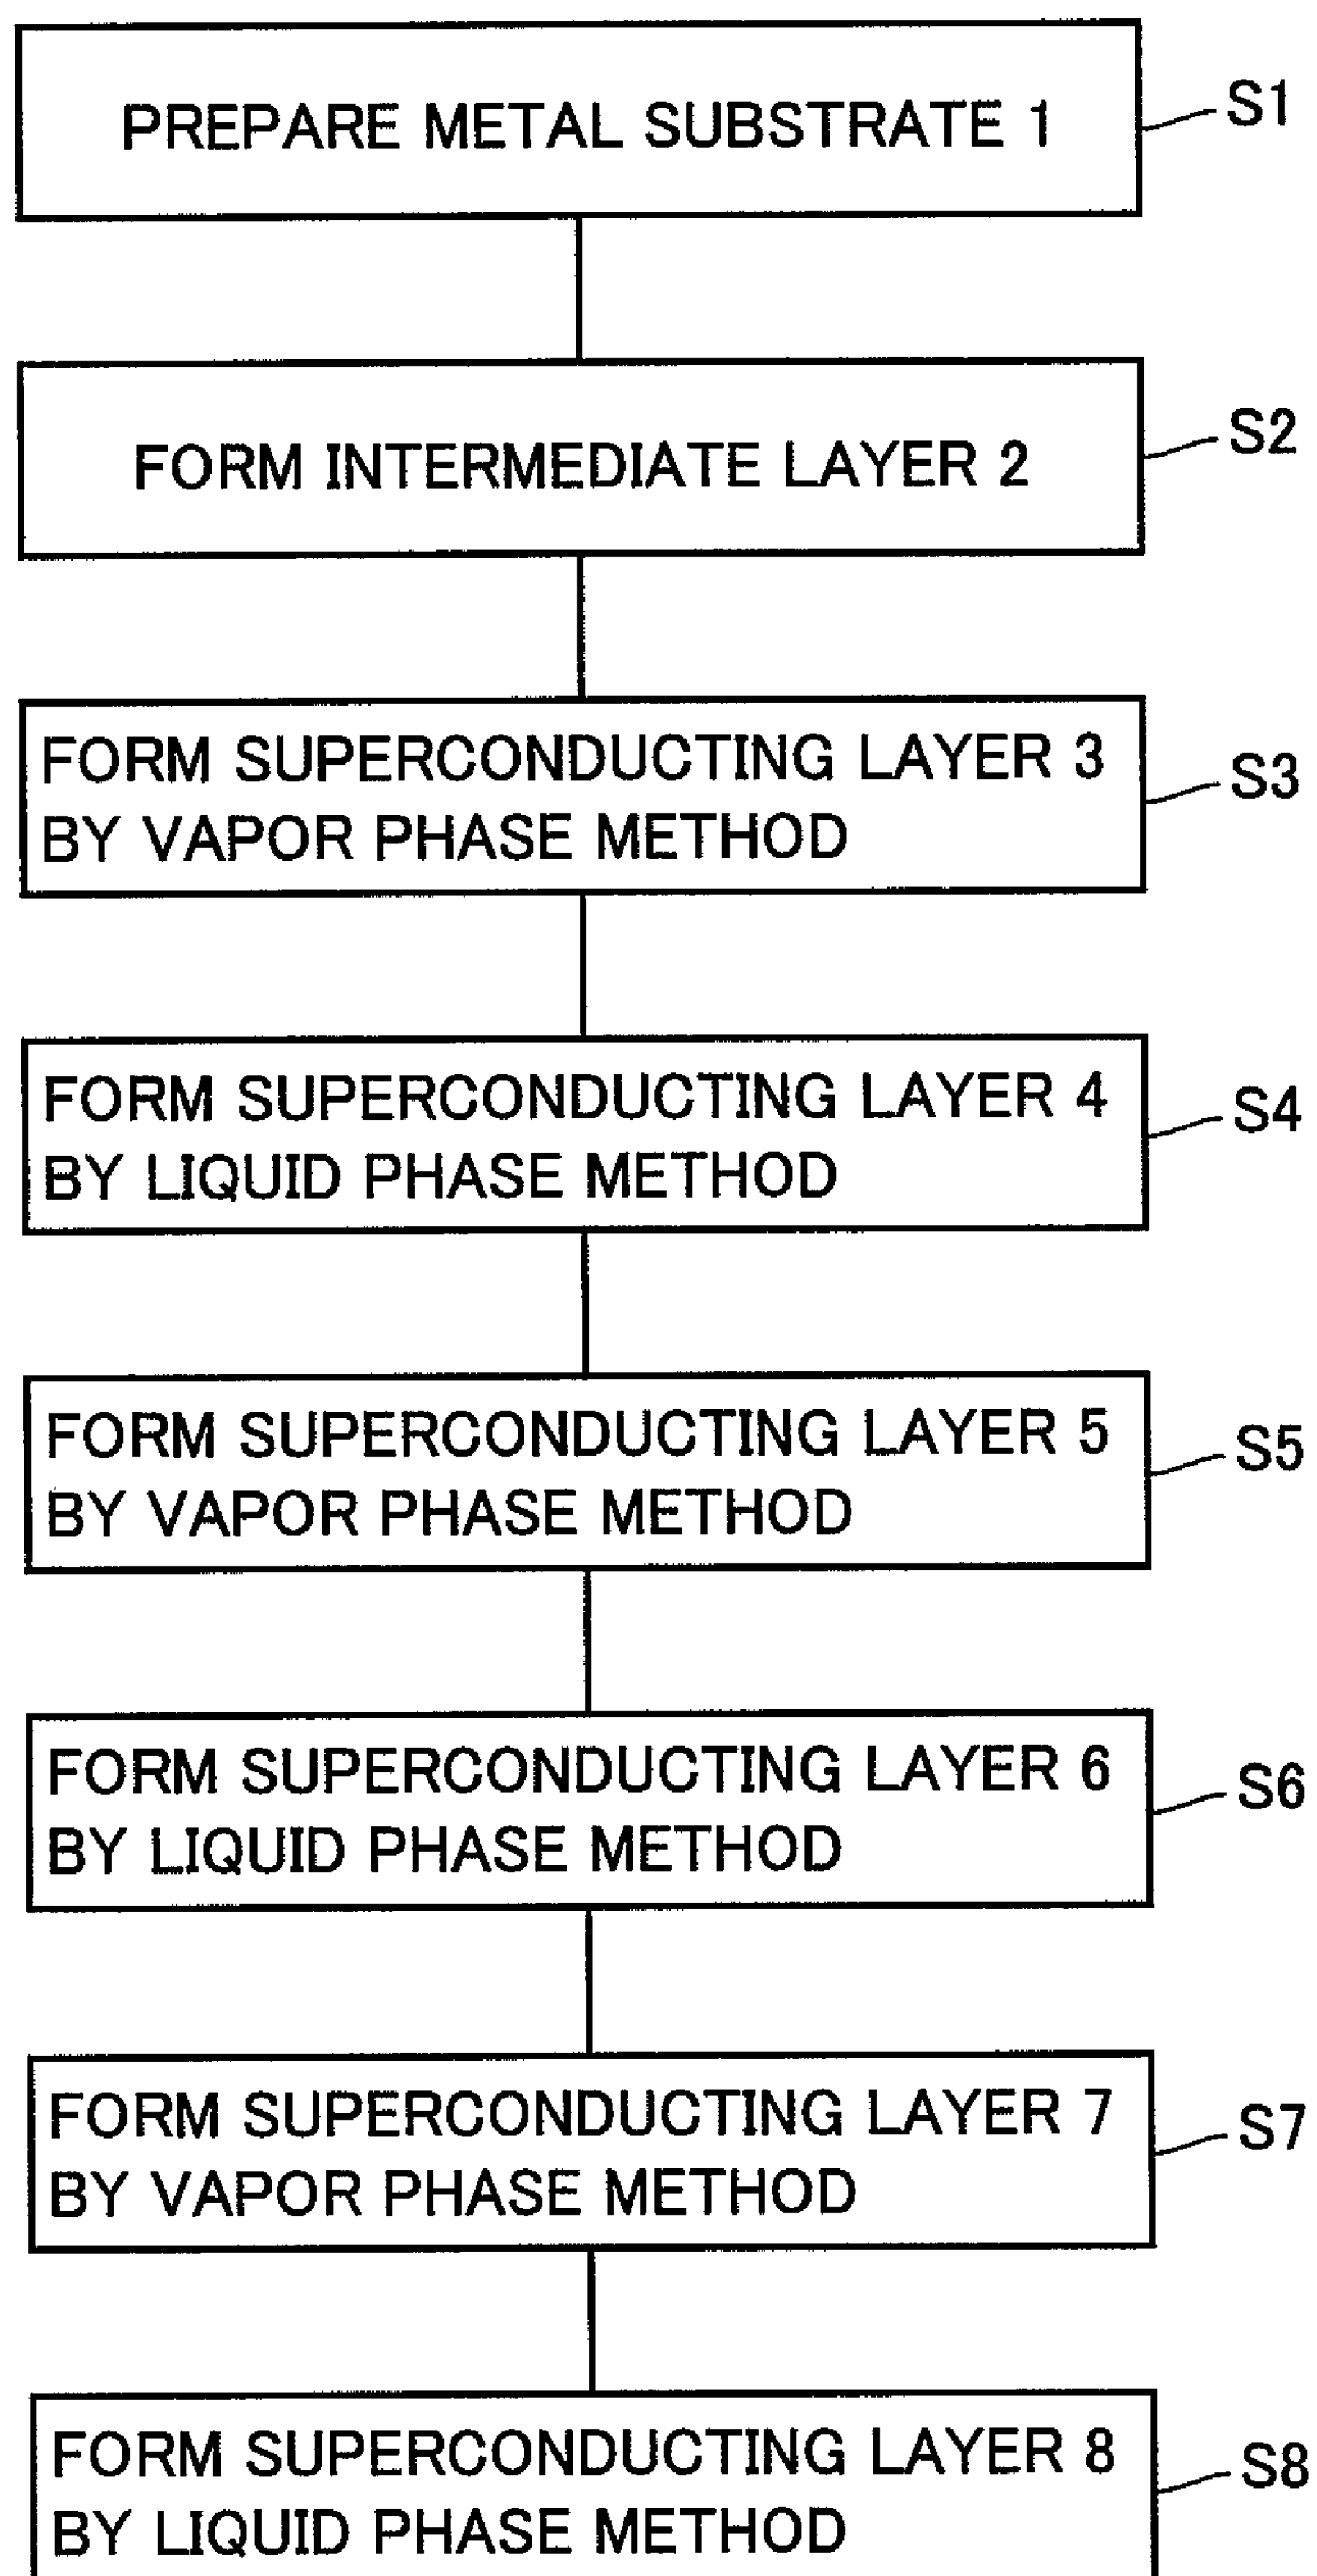 PREPARE METAL SUBSTRATE 1
S1
FORM INTERMEDIATE LAYER 2
S2
FORM SUPERCONDUCTING LAYER 3
BY VAPOR PHASE METHOD
S3
FORM SUPERCONDUCTING LAYER 4
BY LIQUID PHASE METHOD
S4
FORM SUPERCONDUCTING LAYER 5
BY VAPOR PHASE METHOD
S5
FORM SUPERCONDUCTING LAYER 6
BY LIQUID PHASE METHOD
S6
FORM SUPERCONDUCTING LAYER 7
BY VAPOR PHASE METHOD
S7
FORM SUPERCONDUCTING LAYER 8
BY LIQUID PHASE METHOD
S8